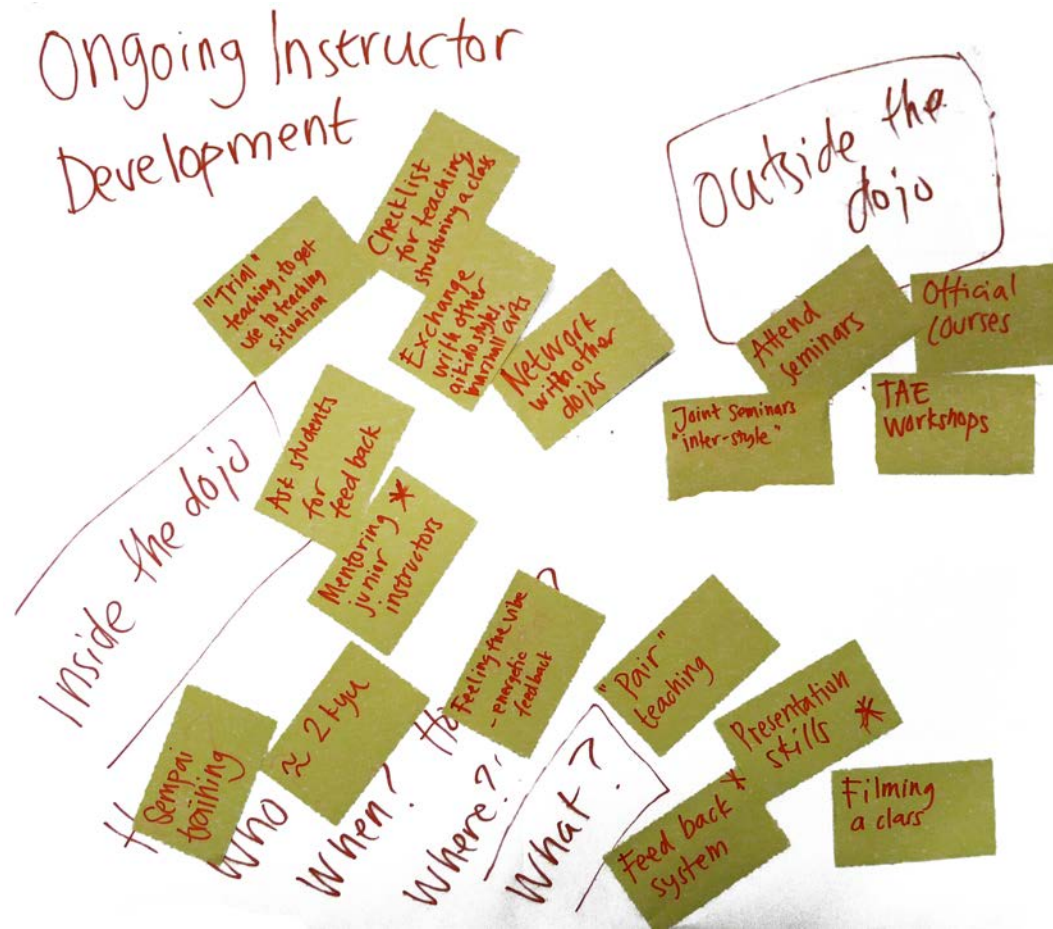 Ongoing Instructor
Development
Outside the
dojo
"Trial"
teaching, to get
use to teaching
situation
Checklist
for teaching,
structuring a class
Exchange
with other
aikido styles,
marshall arts
Network
with other
dojos
Attend
seminars
Official
courses
Joint Seminars
"inter-style"
TAE
Workshops
Inside the dojo
Ask students
for
feed back
Mentoring *
junior
instructors
Feeling the vibe
- energetic
feedback
"Pair"
teaching
Presentation
skills *
Feed back *
system
Filming
a class
Sempai
training
≈ 2 kyu
Who
When?
Where?
What?